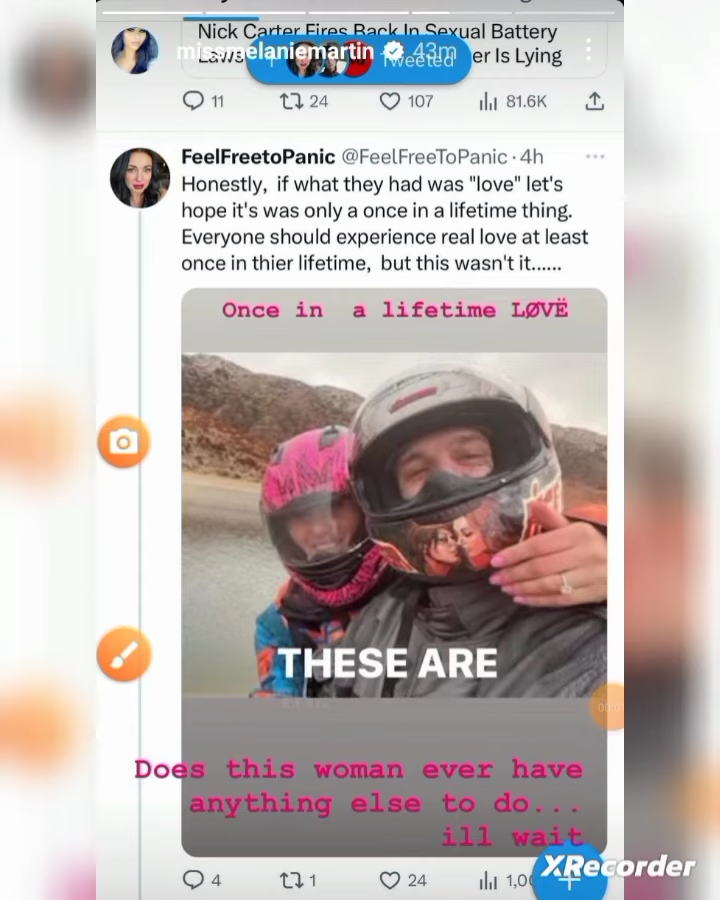 Nick Carter Fires Back In Sexual Battery
missmelaniemartin 43m
Tweeted
er Is Lying
11 24 107 81.6K
FeelFreetoPanic @FeelFreeToPanic · 4h
Honestly, if what they had was "love" let's
hope it's was only a once in a lifetime thing.
Everyone should experience real love at least
once in thier lifetime, but this wasn't it......
Once in a lifetime LØVË
THESE ARE
Does this woman ever have
anything else to do...
ill wait
XRecorder
4 1 24